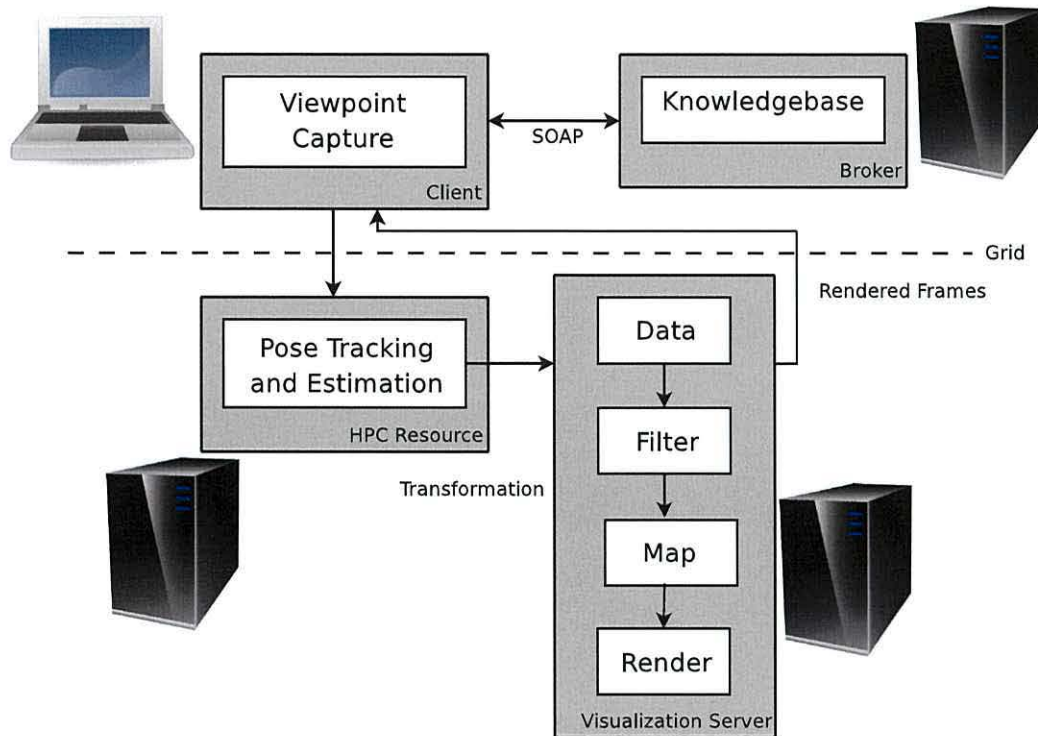 Viewpoint
Capture
Client
SOAP
Knowledgebase
Broker
Grid
Rendered Frames
Pose Tracking
and Estimation
HPC Resource
Transformation
Data
Filter
Map
Render
Visualization Server